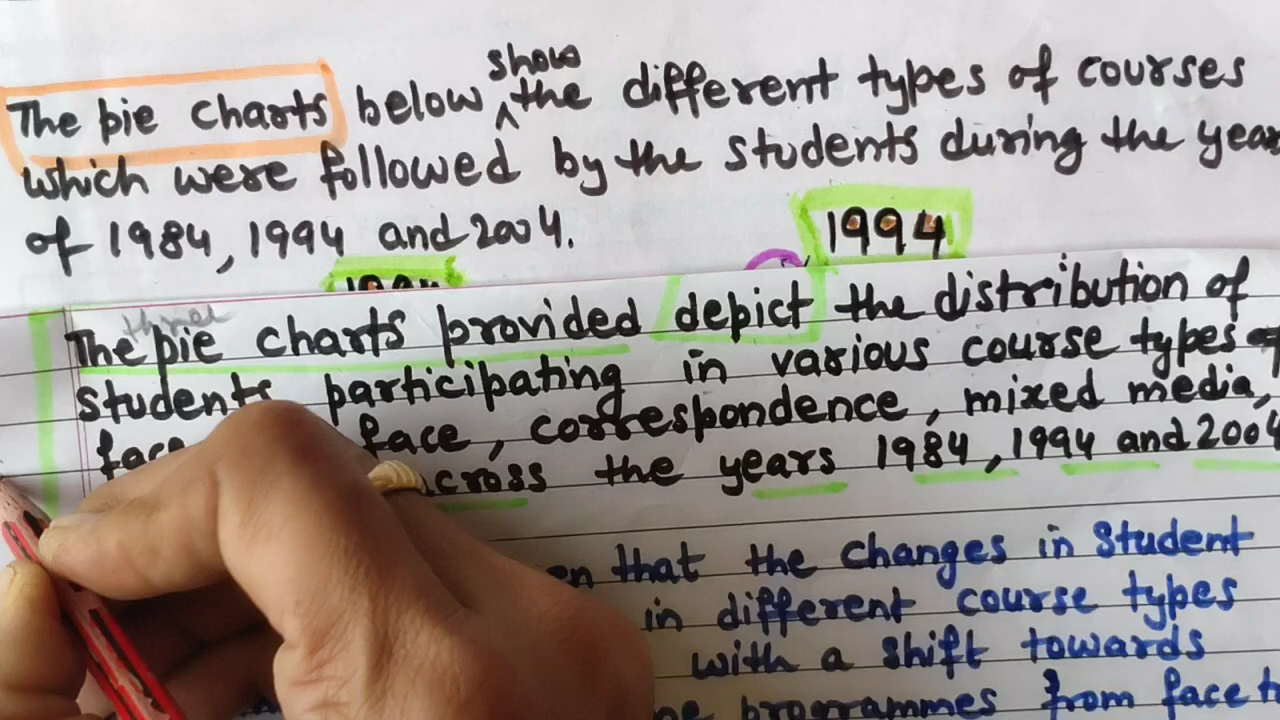 show
The pie charts below ^ the different types of courses
which were followed by the students during the year
of 1984, 1994 and 2004.
1994
three
The pie charts provided depict the distribution of
students participating in various course types
face face, correspondence, mixed media,
across the years 1984, 1994 and 2004
that the changes in student
in different course types
with a shift towards
programmes from face to